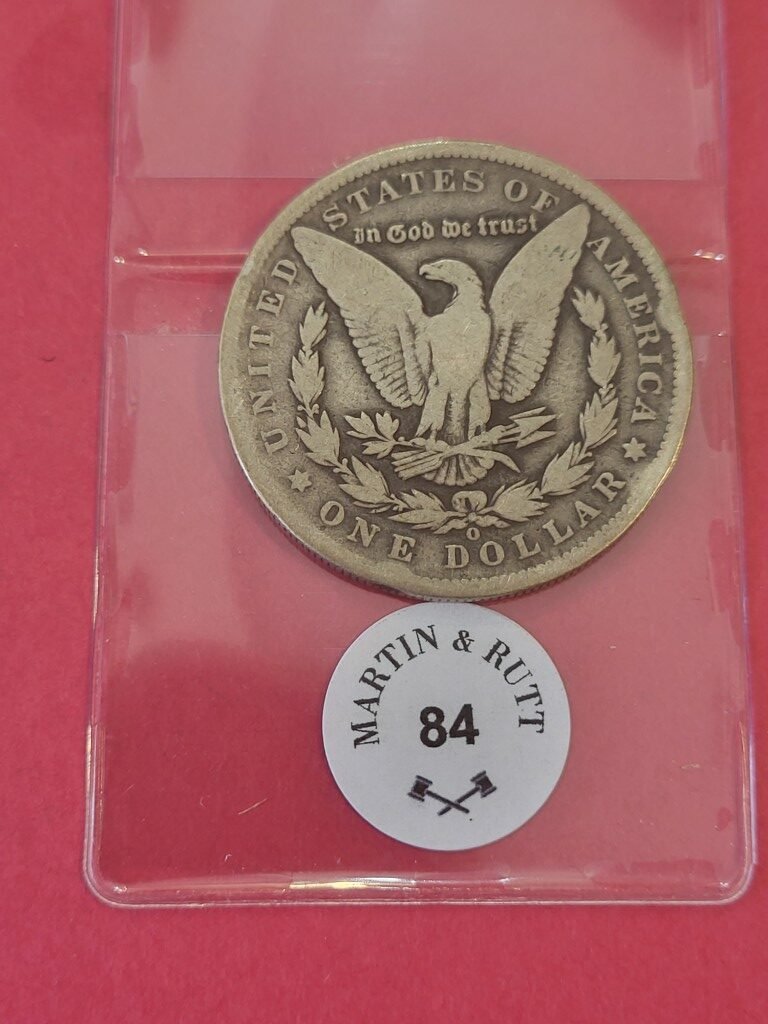 UNITED STATES OF AMERICA
In God we trust
O
ONE DOLLAR
MARTIN & RUTT
84